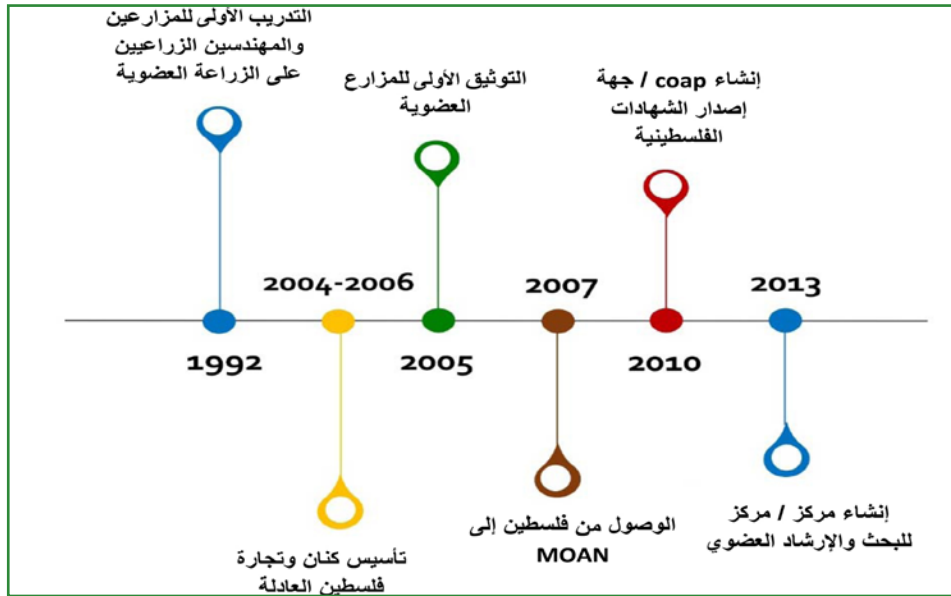 التدريب الأولى للمزارعين
والمهندسين الزراعيين
على الزراعة العضوية
1992
2004-2006
تأسيس كنان وتجارة
فلسطين العادلة
التوثيق الأولى للمزارع
العضوية
2005
2007
الوصول من فلسطين إلى
MOAN
إنشاء coap / جهة
إصدار الشهادات
الفلسطينية
2010
2013
إنشاء مركز / مركز
للبحث والإرشاد العضوي